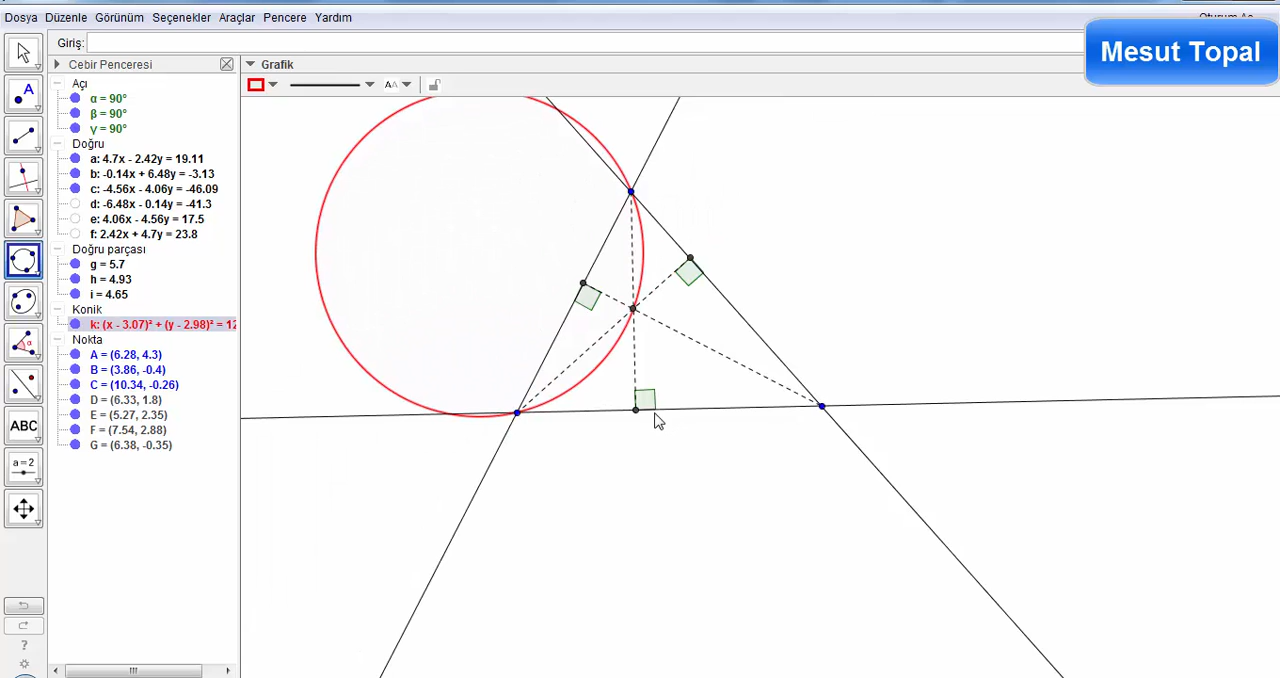 Dosya Düzenle Görünüm Seçenekler Araçlar Pencere Yardım
Mesut Topal
Giriş:
Cebir Penceresi
Grafik
Açı
α = 90°
β = 90°
γ = 90°
Doğru
a: 4.7x - 2.42y = 19.11
b: -0.14x + 6.48y = -3.13
c: -4.56x - 4.06y = -46.09
d: -6.48x - 0.14y = -41.3
e: 4.06x - 4.56y = 17.5
f: 2.42x + 4.7y = 23.8
Doğru parçası
g = 5.7
h = 4.93
i = 4.65
Konik
k: (x - 3.07)² + (y - 2.98)² = 12
Nokta
A = (6.28, 4.3)
B = (3.86, -0.4)
C = (10.34, -0.26)
D = (6.33, 1.8)
E = (5.27, 2.35)
F = (7.54, 2.88)
G = (6.38, -0.35)
A
α
ABC
a=2
AA
?